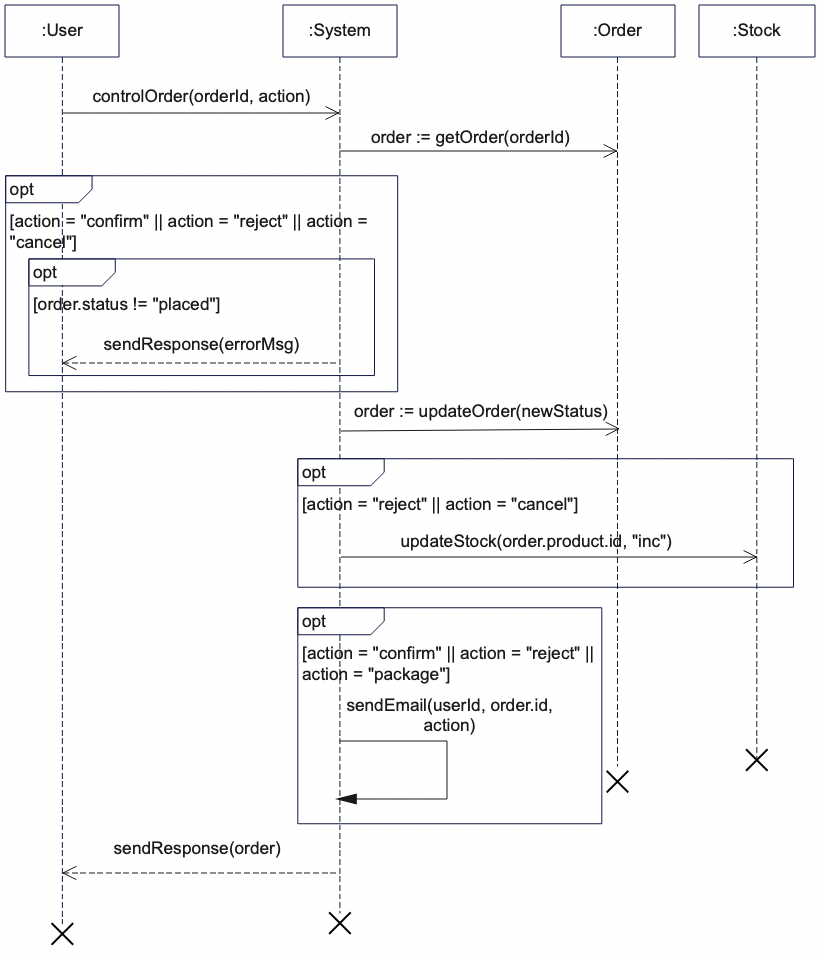 :User
:System
:Order
:Stock
controlOrder(orderId, action)
order := getOrder(orderId)
opt
[action = "confirm" || action = "reject" || action =
"cancel"]
opt
[order.status != "placed"]
sendResponse(errorMsg)
order := updateOrder(newStatus)
opt
[action = "reject" || action = "cancel"]
updateStock(order.product.id, "inc")
opt
[action = "confirm" || action = "reject" ||
action = "package"]
sendEmail(userId, order.id,
action)
sendResponse(order)